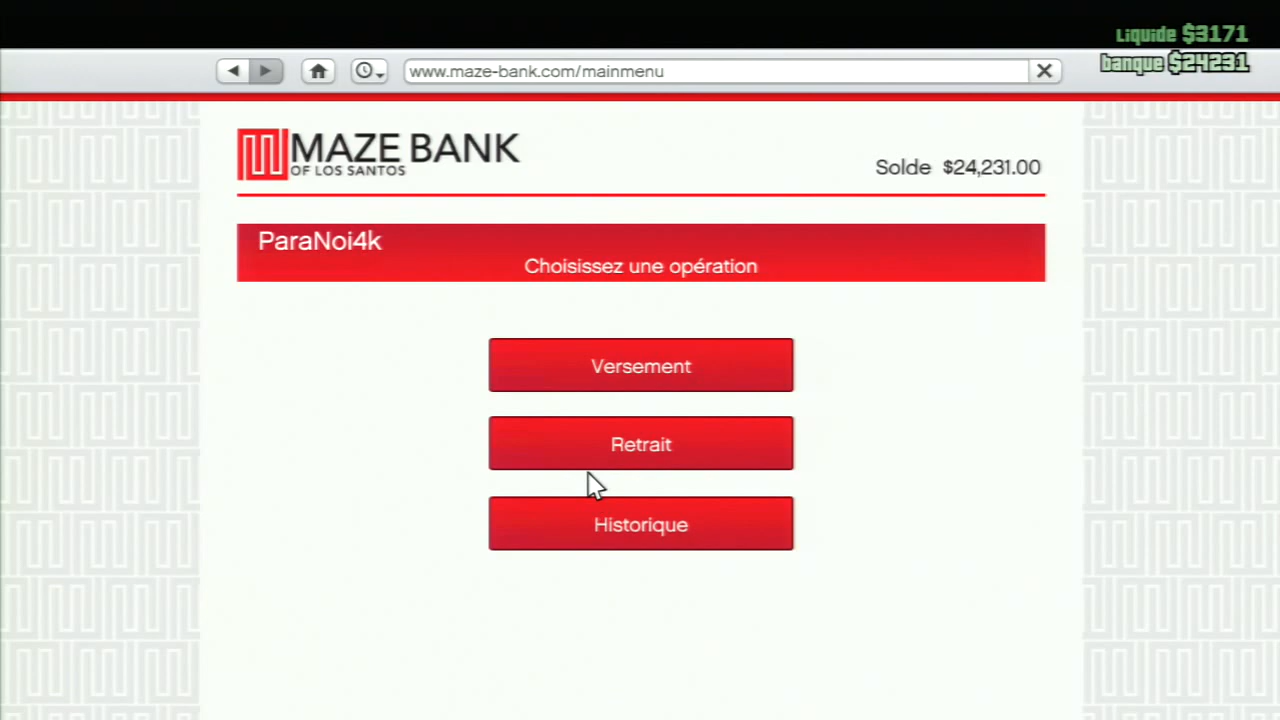 Liquide $3171
banque $24231
www.maze-bank.com/mainmenu
MAZE BANK
OF LOS SANTOS
Solde $24,231.00
ParaNoi4k
Choisissez une opération
Versement
Retrait
Historique